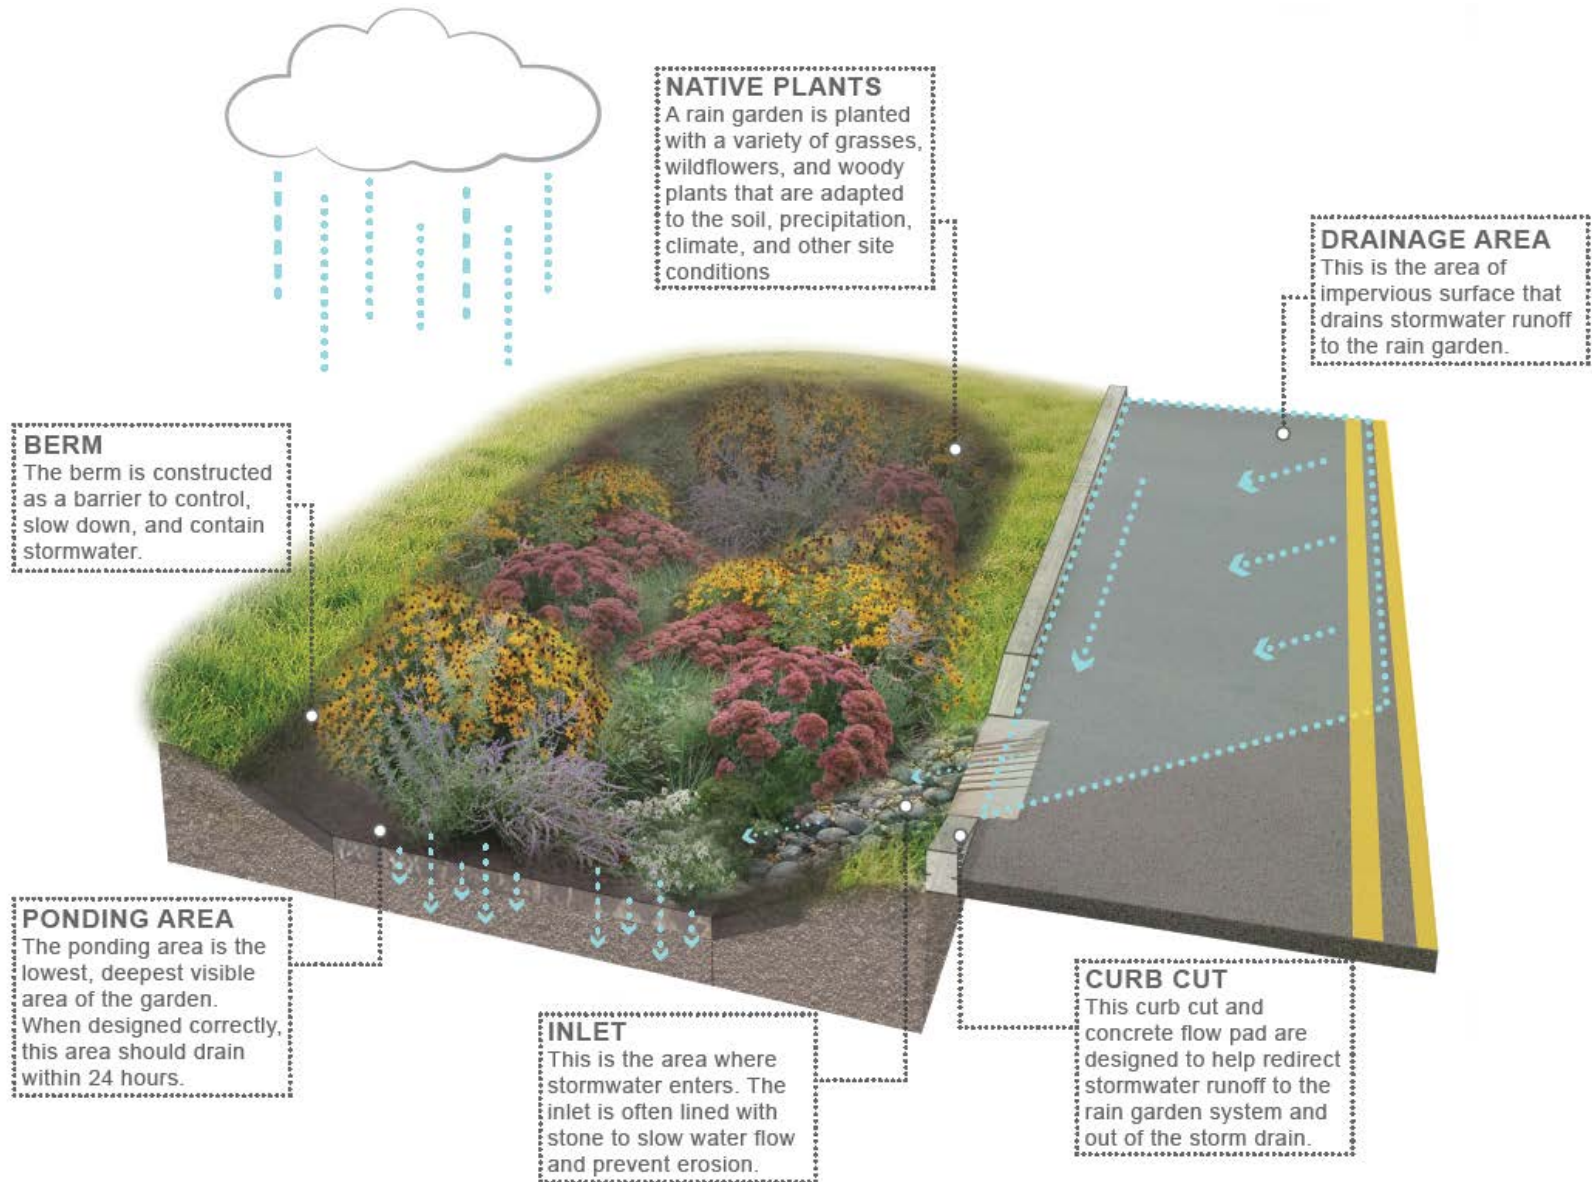 NATIVE PLANTS
A rain garden is planted
with a variety of grasses,
wildflowers, and woody
plants that are adapted
to the soil, precipitation,
climate, and other site
conditions
DRAINAGE AREA
This is the area of
impervious surface that
drains stormwater runoff
to the rain garden.
BERM
The berm is constructed
as a barrier to control,
slow down, and contain
stormwater.
PONDING AREA
The ponding area is the
lowest, deepest visible
area of the garden.
When designed correctly,
this area should drain
within 24 hours.
INLET
This is the area where
stormwater enters. The
inlet is often lined with
stone to slow water flow
and prevent erosion.
CURB CUT
This curb cut and
concrete flow pad are
designed to help redirect
stormwater runoff to the
rain garden system and
out of the storm drain.